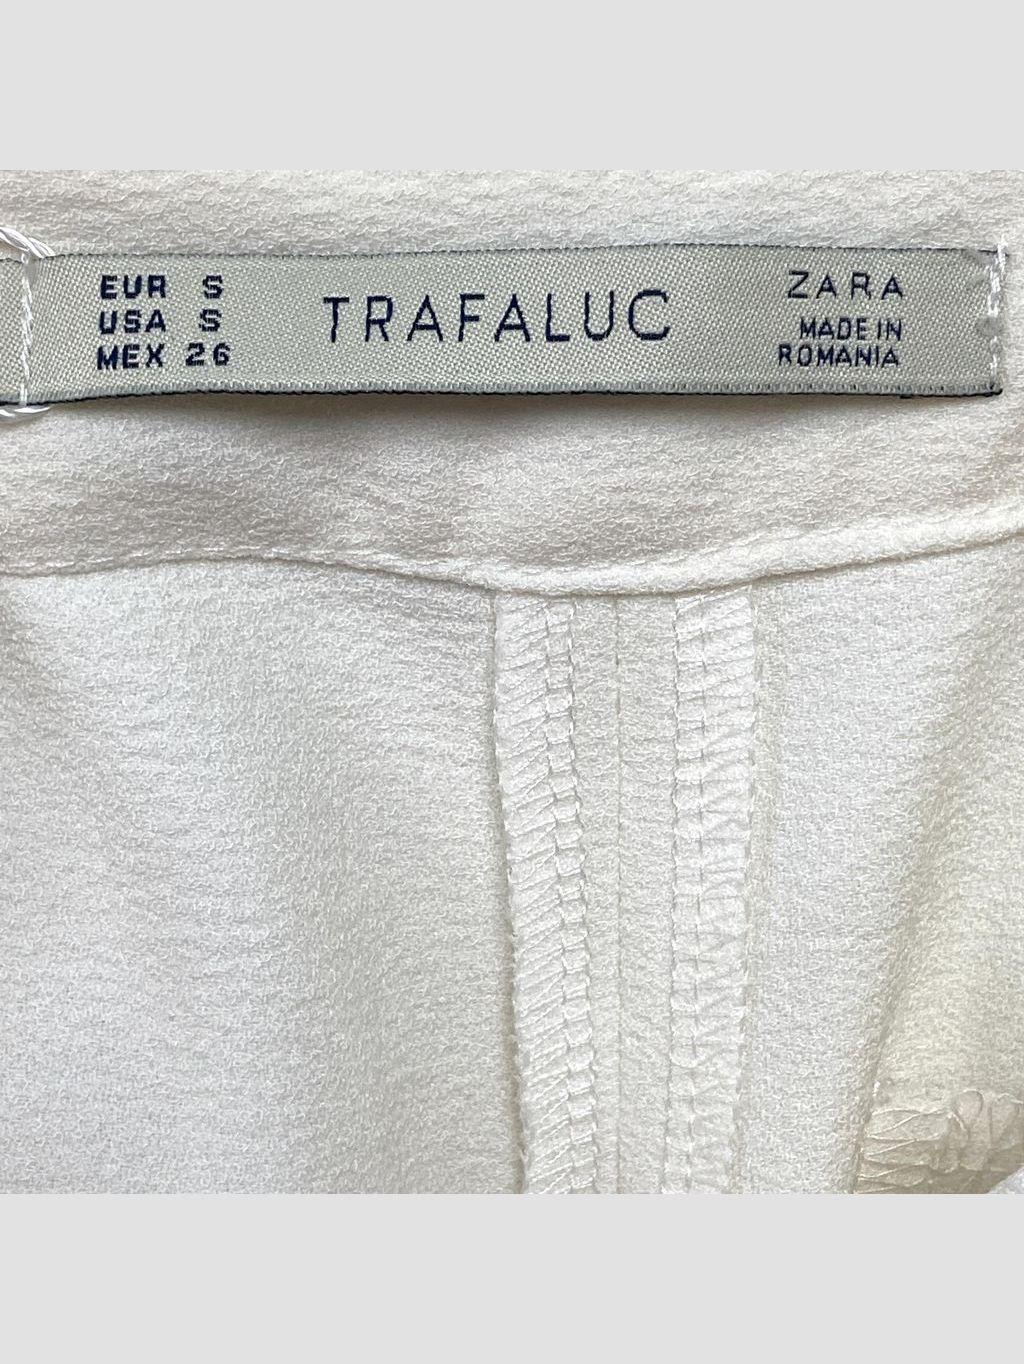 EUR S
USA S
MEX 26
TRAFALUC
ZARA
MADE IN
ROMANIA